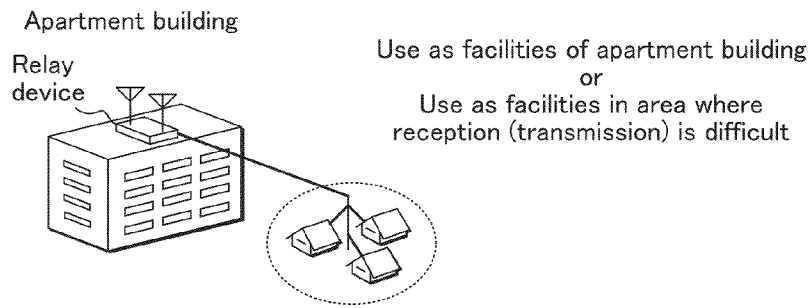 Apartment building
Relay
device
Use as facilities of apartment building
or
Use as facilities in area where
reception (transmission) is difficult